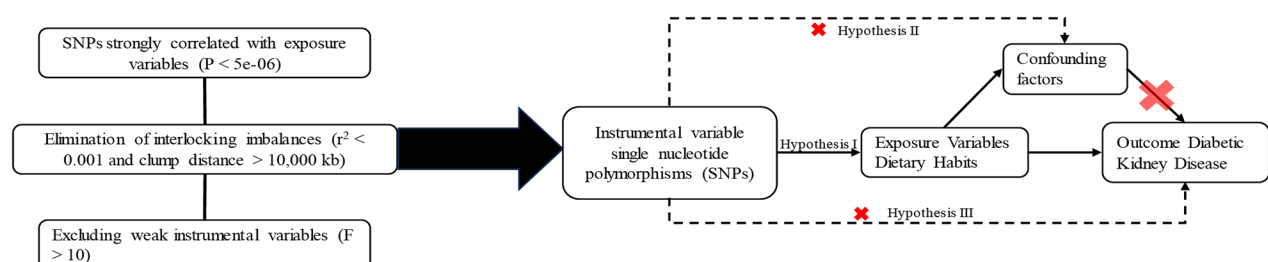 SNPs strongly correlated with exposure
variables (P < 5e-06)
Elimination of interlocking imbalances (r² <
0.001 and clump distance > 10,000 kb)
Excluding weak instrumental variables (F
> 10)
Instrumental variable
single nucleotide
polymorphisms (SNPs)
Hypothesis I
Hypothesis II
Hypothesis III
Exposure Variables
Dietary Habits
Confounding
factors
Outcome Diabetic
Kidney Disease